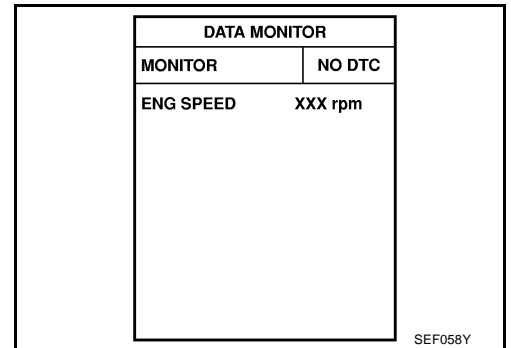 DATA MONITOR
MONITOR NO DTC
ENG SPEED XXX rpm
SEF058Y